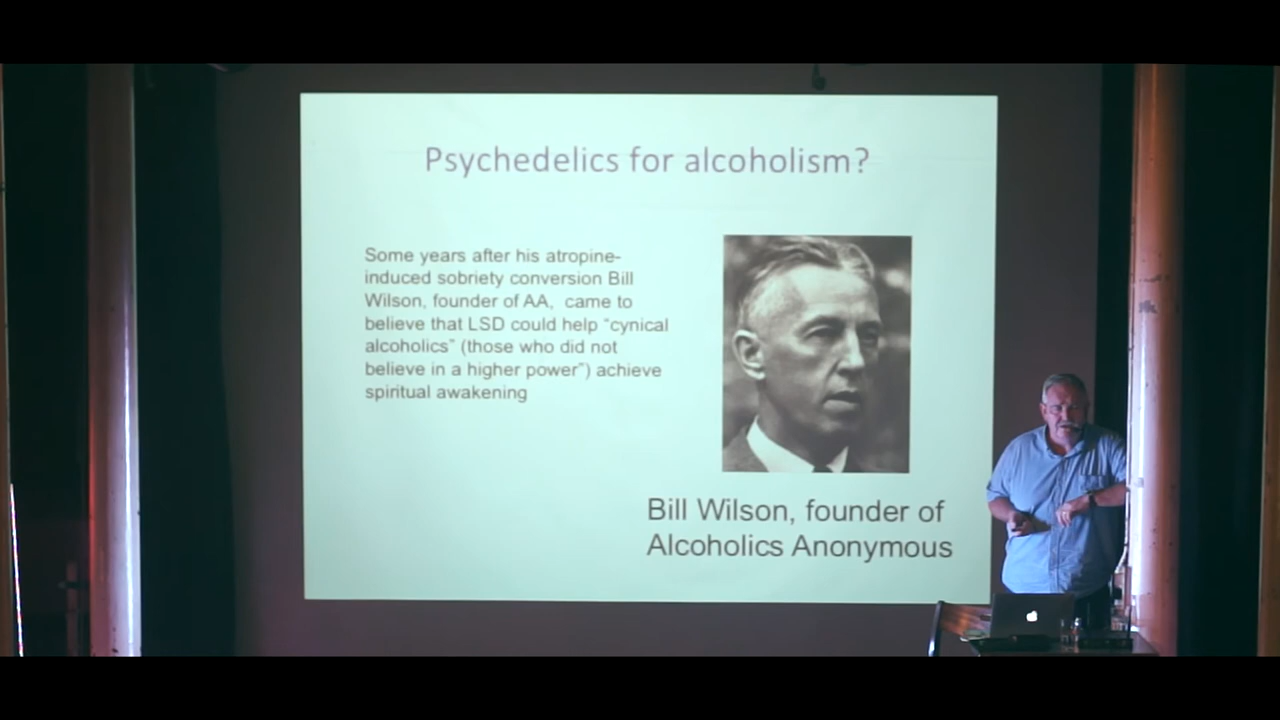 Psychedelics for alcoholism?
Some years after his atropine-
induced sobriety conversion Bill
Wilson, founder of AA,  came to
believe that LSD could help “cynical
alcoholics” (those who did not
believe in a higher power”) achieve
spiritual awakening
Bill Wilson, founder of
Alcoholics Anonymous